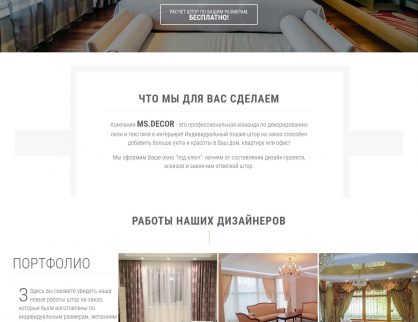 РАСЧЕТ ШТОР ПО ВАШИМ РАЗМЕРАМ,
БЕСПЛАТНО!
ЧТО МЫ ДЛЯ ВАС СДЕЛАЕМ
Компания MS.DECOR - это профессиональная команда по декорированию
окон и текстиля в интерьере! Индивидуальный пошив штор на заказ способен
добавить больше уюта и красоты в Ваш дом, квартиру или офис!
Мы оформим Ваше окно "под ключ": начнем от составления дизайн-проекта,
эскизов и закончим отвеской штор.
РАБОТЫ НАШИХ ДИЗАЙНЕРОВ
ПОРТФОЛИО
Здесь вы сможете увидеть наши
новые работы штор на заказ,
которые были изготовлены по
индивидуальным размерам, желаниям